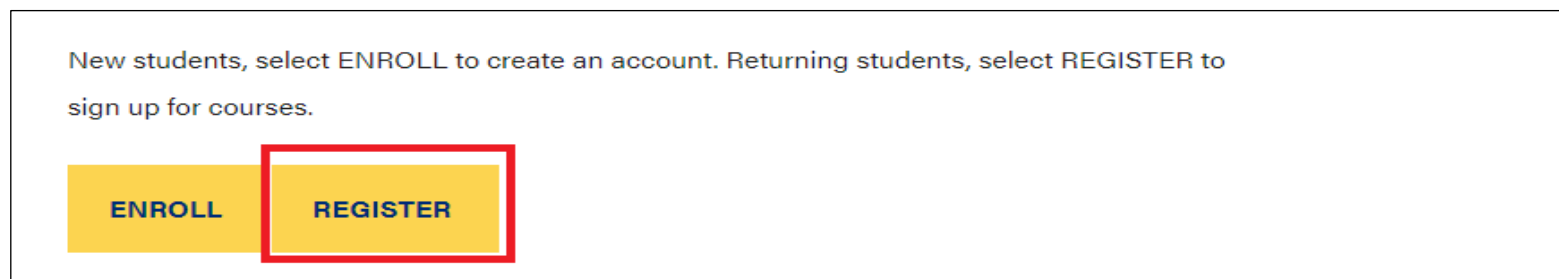 New students, select ENROLL to create an account. Returning students, select REGISTER to
sign up for courses.
ENROLL REGISTER